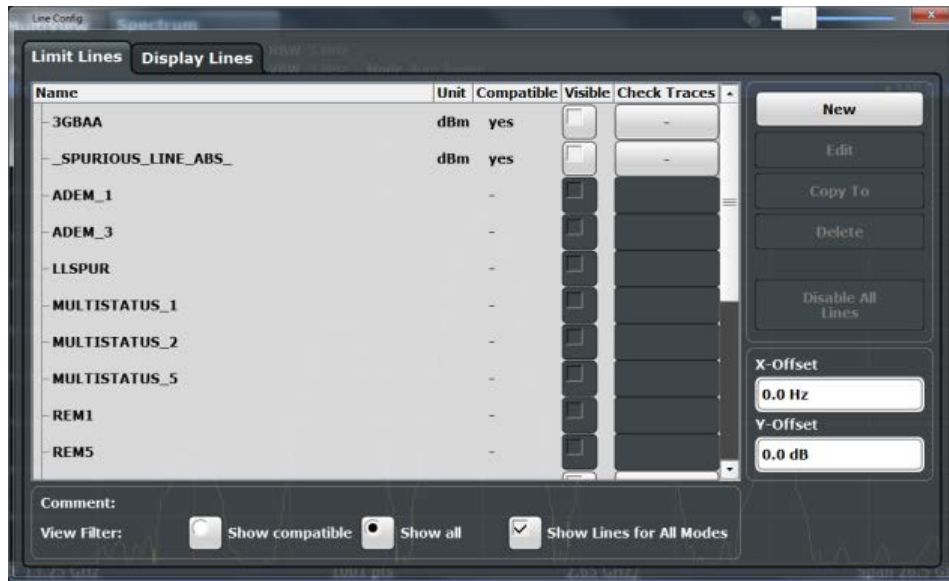 Line Config
Spectrum
Limit Lines Display Lines
Name Unit Compatible Visible Check Traces
3GBAA dBm yes -
_SPURIOUS_LINE_ABS_ dBm yes -
ADEM_1 -
ADEM_3 -
LLSPUR -
MULTISTATUS_1 -
MULTISTATUS_2 -
MULTISTATUS_5 -
REM1 -
REM5 -
New
Edit
Copy To
Delete
Disable All
Lines
X-Offset
0.0 Hz
Y-Offset
0.0 dB
Comment:
View Filter: Show compatible Show all Show Lines for All Modes